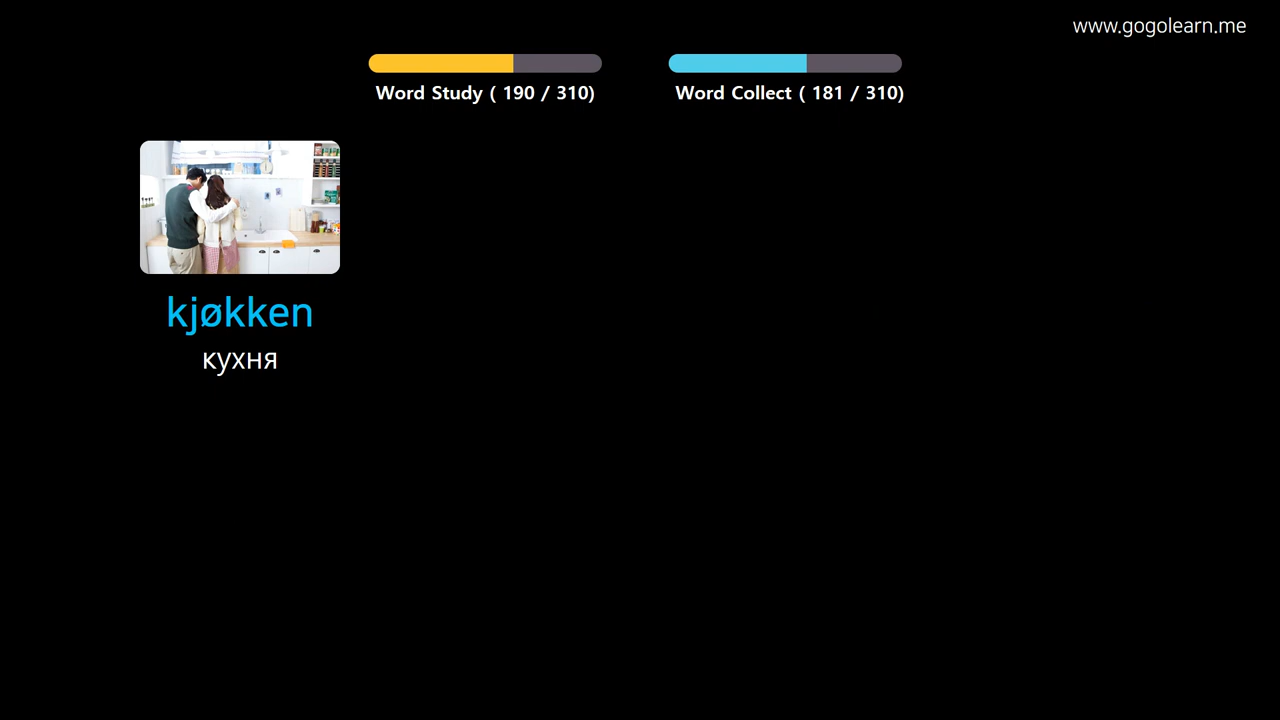 www.gogolearn.me
Word Study ( 190 / 310)
Word Collect ( 181 / 310)
kjøkken
кухня